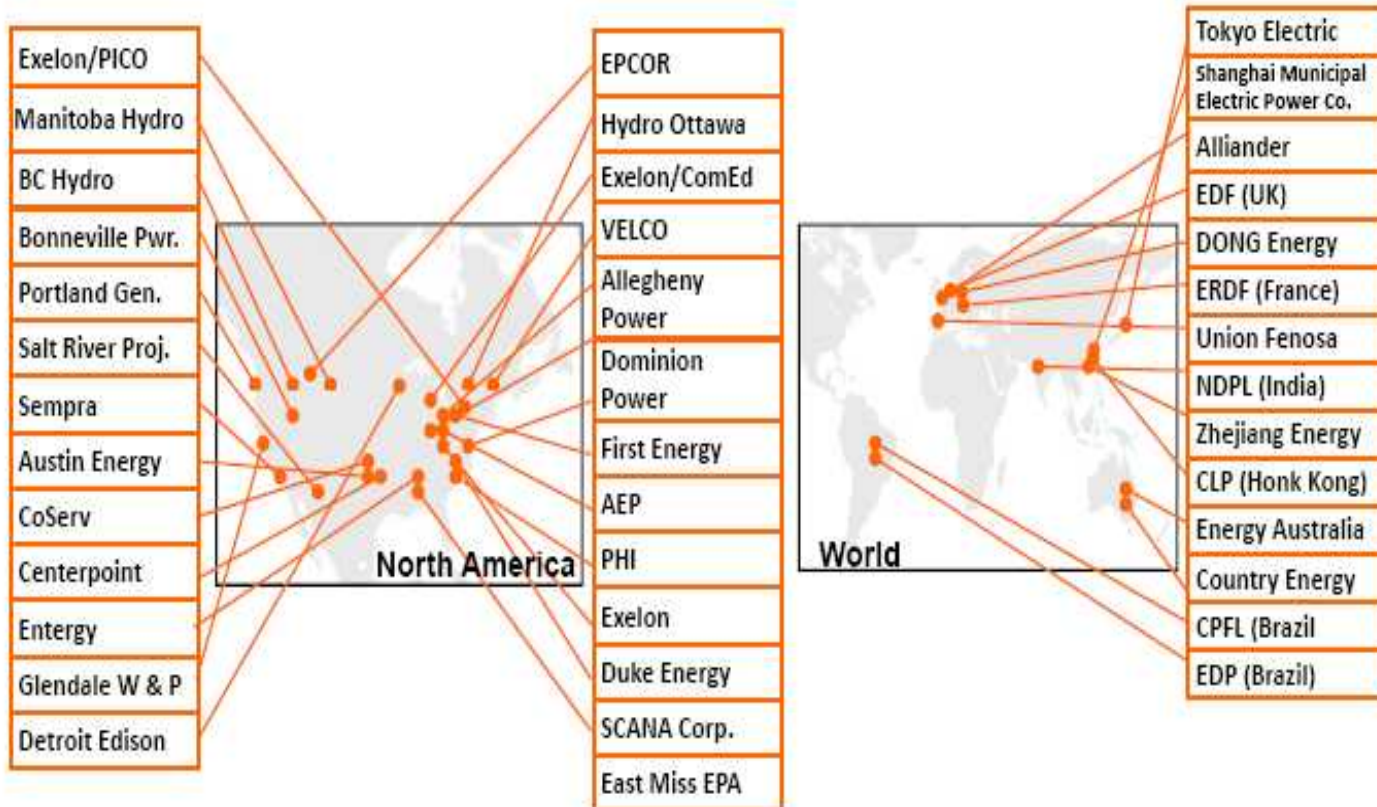 Exelon/PICO
Manitoba Hydro
BC Hydro
Bonneville Pwr.
Portland Gen.
Salt River Proj.
Sempra
Austin Energy
CoServ
Centerpoint
Entergy
Glendale W & P
Detroit Edison
North America
EPCOR
Hydro Ottawa
Exelon/ComEd
VELCO
Allegheny
Power
Dominion
Power
First Energy
AEP
PHI
Exelon
Duke Energy
SCANA Corp.
East Miss EPA
World
Tokyo Electric
Shanghai Municipal
Electric Power Co.
Alliander
EDF (UK)
DONG Energy
ERDF (France)
Union Fenosa
NDPL (India)
Zhejiang Energy
CLP (Honk Kong)
Energy Australia
Country Energy
CPFL (Brazil
EDP (Brazil)